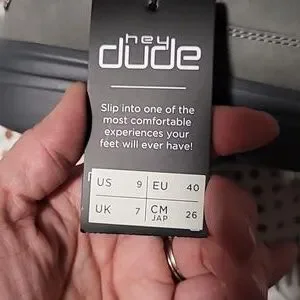 hey
dude
Slip into one of the
most comfortable
experiences your
feet will ever have!
US 9 EU 40
UK 7 CM JAP 26